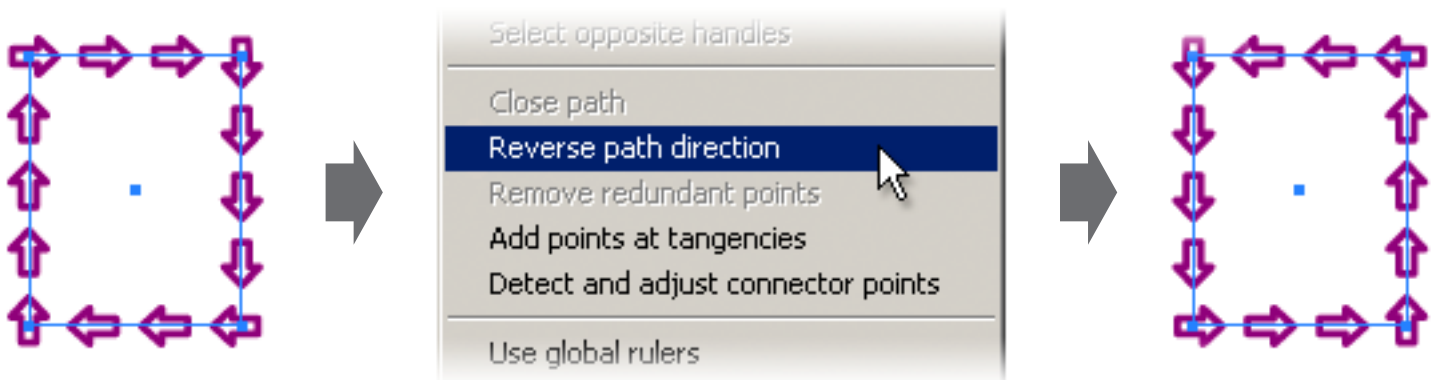 Select opposite handles
Close path
Reverse path direction
Remove redundant points
Add points at tangencies
Detect and adjust connector points
Use global rulers